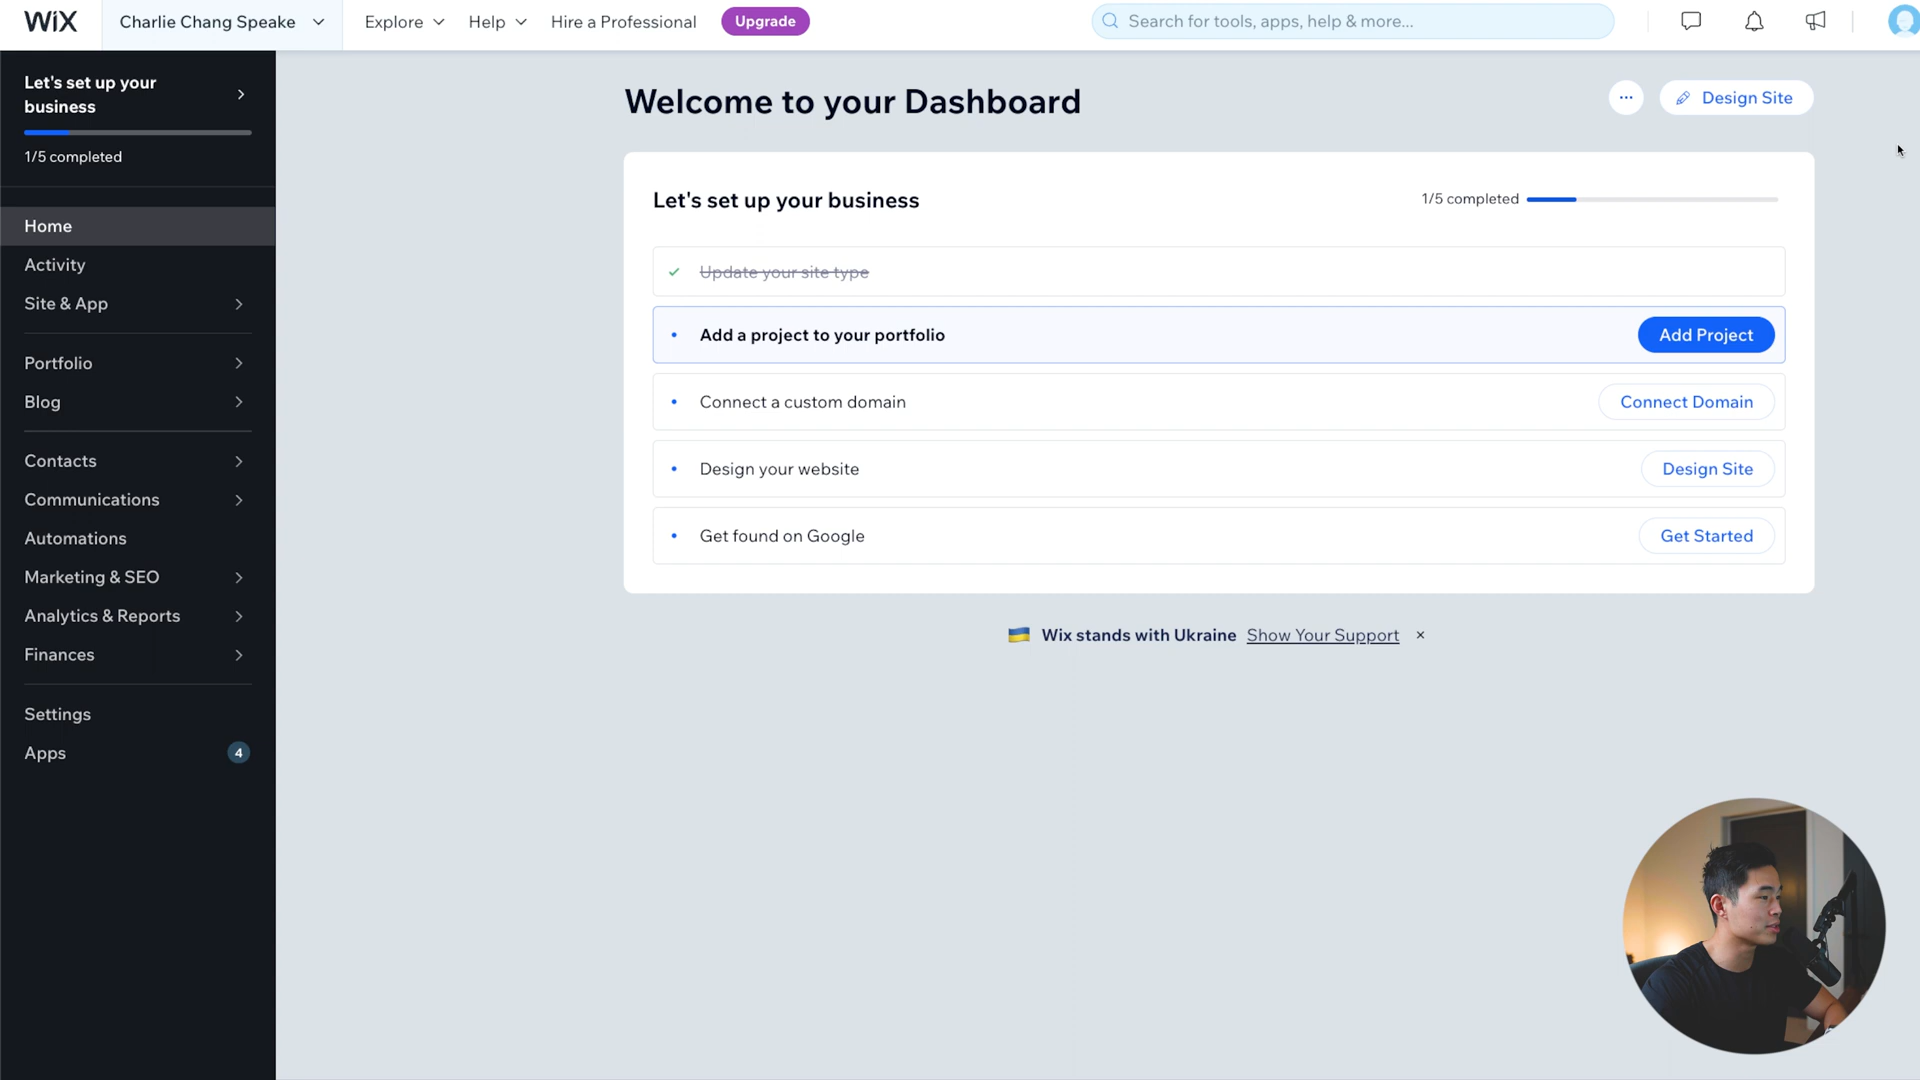 WiX
Charlie Chang Speake
Explore
Help
Hire a Professional
Upgrade
Search for tools, apps, help & more...
Let's set up your
business
1/5 completed
Home
Activity
Site & App
Portfolio
Blog
Contacts
Communications
Automations
Marketing & SEO
Analytics & Reports
Finances
Settings
Apps
4
Welcome to your Dashboard
Design Site
Let's set up your business
1/5 completed
Update your site type
Add a project to your portfolio
Add Project
Connect a custom domain
Connect Domain
Design your website
Design Site
Get found on Google
Get Started
Wix stands with Ukraine Show Your Support